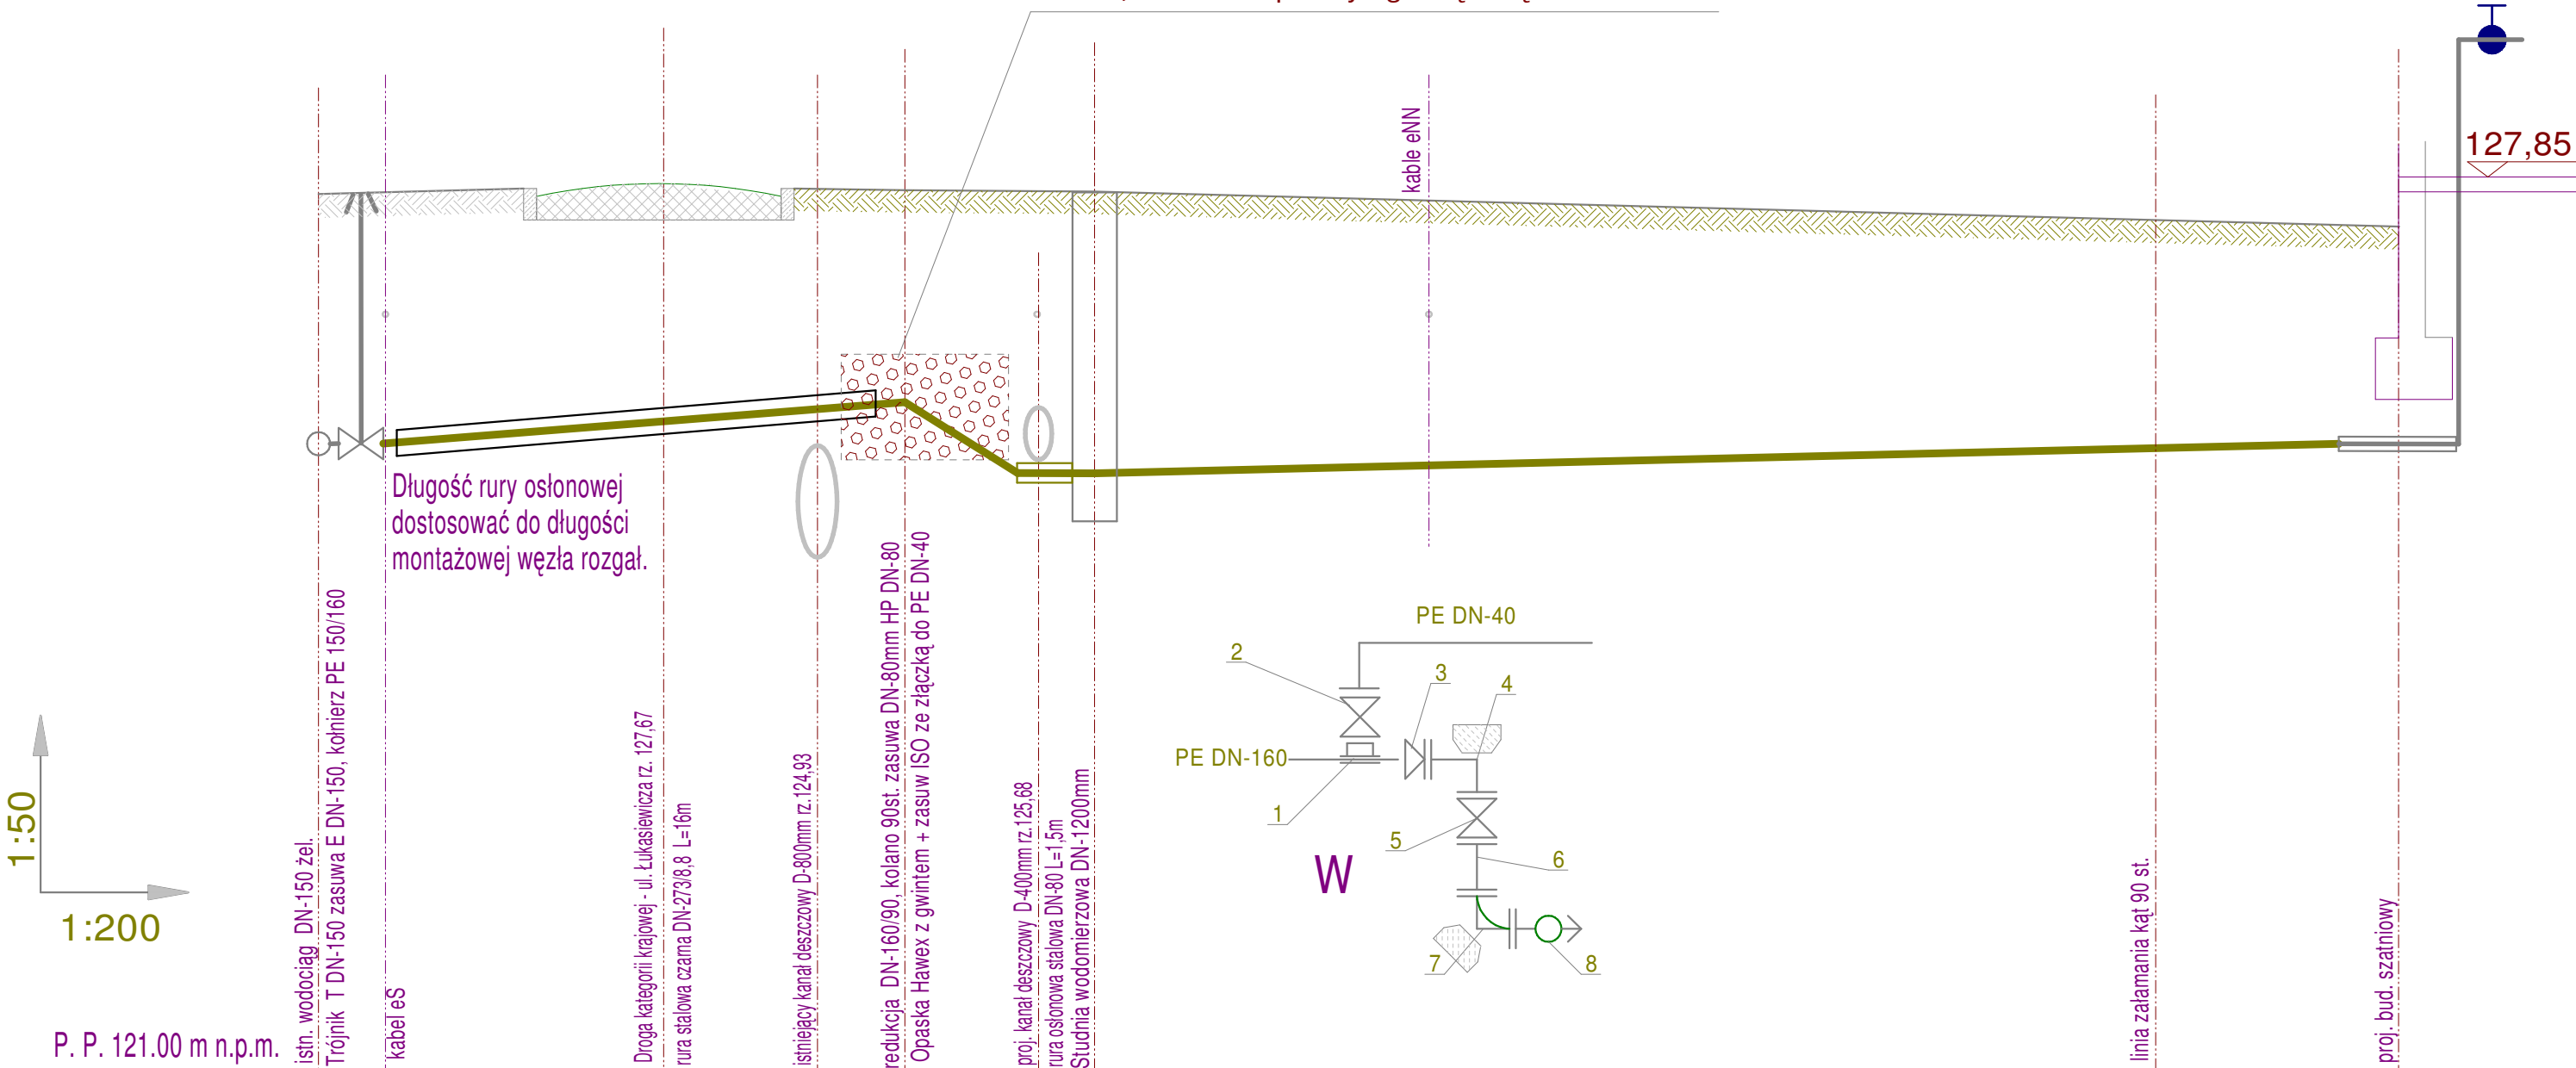 kable eNN
127,85
Długość rury osłonowej
dostosować do długości
montażowej węzła rozgał.
PE DN-40
2
3
4
PE DN-160
1
5
6
W
7
8
1:50
1:200
P. P. 121.00 m n.p.m.
istn. wodociąg DN-150 żel.
Trójnik T DN-150 zasuwa E DN-150, kołnierz PE 150/160
kabel eS
Droga kategorii krajowej - ul. Łukasiewicza rz. 127,67
rura stalowa czarna DN-273/8,8 L=16m
istniejący kanał deszczowy D-800mm rz.124,93
redukcja DN-160/90, kolano 90st. zasuwa DN-80mm HP DN-80
Opaska Hawex z gwintem + zasuw ISO ze złączką do PE DN-40
proj. kanał deszczowy D-400mm rz.125,68
rura osłonowa stalowa DN-80 L=1,5m
Studnia wodomierzowa DN-1200mm
linia załamania kąt 90 st.
proj. bud. szatniowy